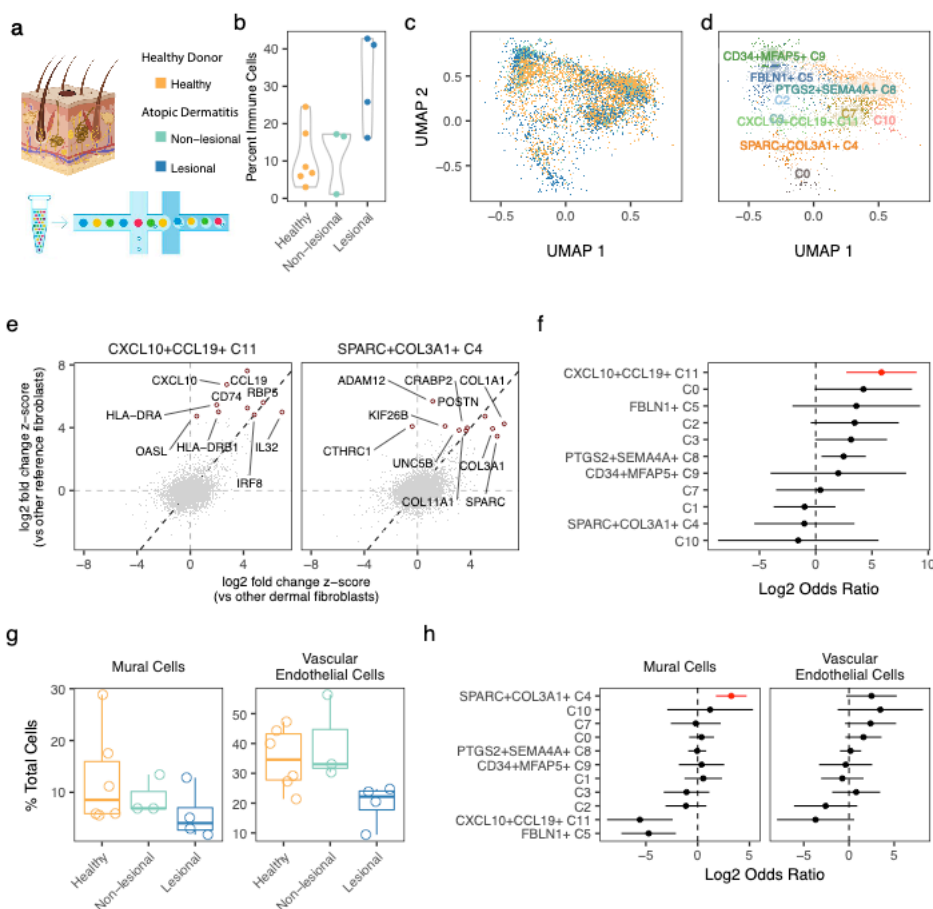 a
Healthy Donor
Healthy
Atopic Dermatitis
Non-lesional
Lesional
b
Percent Immune Cells
40
30
20
10
0
Healthy
Non-lesional
Lesional
c
UMAP 2
0.5
0.0
-0.5
-0.5
0.0
0.5
UMAP 1
d
CD34+MFAP5+ C9
FBLN1+ C5
PTGS2+SEMA4A+ C8
C2
C7
CXCL10+CCL19+ C11
C10
SPARC+COL3A1+ C4
C0
-0.5
0.0
0.5
UMAP 1
e
CXCL10+CCL19+ C11
SPARC+COL3A1+ C4
log2 fold change z-score
(vs other reference fibroblasts)
8
4
0
CXCL10
CCL19
CD74
RBP5
HLA-DRA
OASL
HLA-DRB1
IL32
IRF8
ADAM12
CRABP2
COL1A1
POSTN
KIF26B
CTHRC1
UNC5B
COL3A1
COL11A1
SPARC
-8
-4
0
4
-8
-4
0
4
log2 fold change z-score
(vs other dermal fibroblasts)
f
CXCL10+CCL19+ C11
C0
FBLN1+ C5
C2
C3
PTGS2+SEMA4A+ C8
CD34+MFAP5+ C9
C7
C1
SPARC+COL3A1+ C4
C10
-5
0
5
10
Log2 Odds Ratio
g
Mural Cells
Vascular
Endothelial Cells
% Total Cells
30
20
10
50
40
30
20
10
Healthy
Non-lesional
Lesional
Healthy
Non-lesional
Lesional
h
Mural Cells
Vascular
Endothelial Cells
SPARC+COL3A1+ C4
C10
C7
C0
PTGS2+SEMA4A+ C8
CD34+MFAP5+ C9
C1
C3
C2
CXCL10+CCL19+ C11
FBLN1+ C5
-5
0
5
-5
0
5
Log2 Odds Ratio